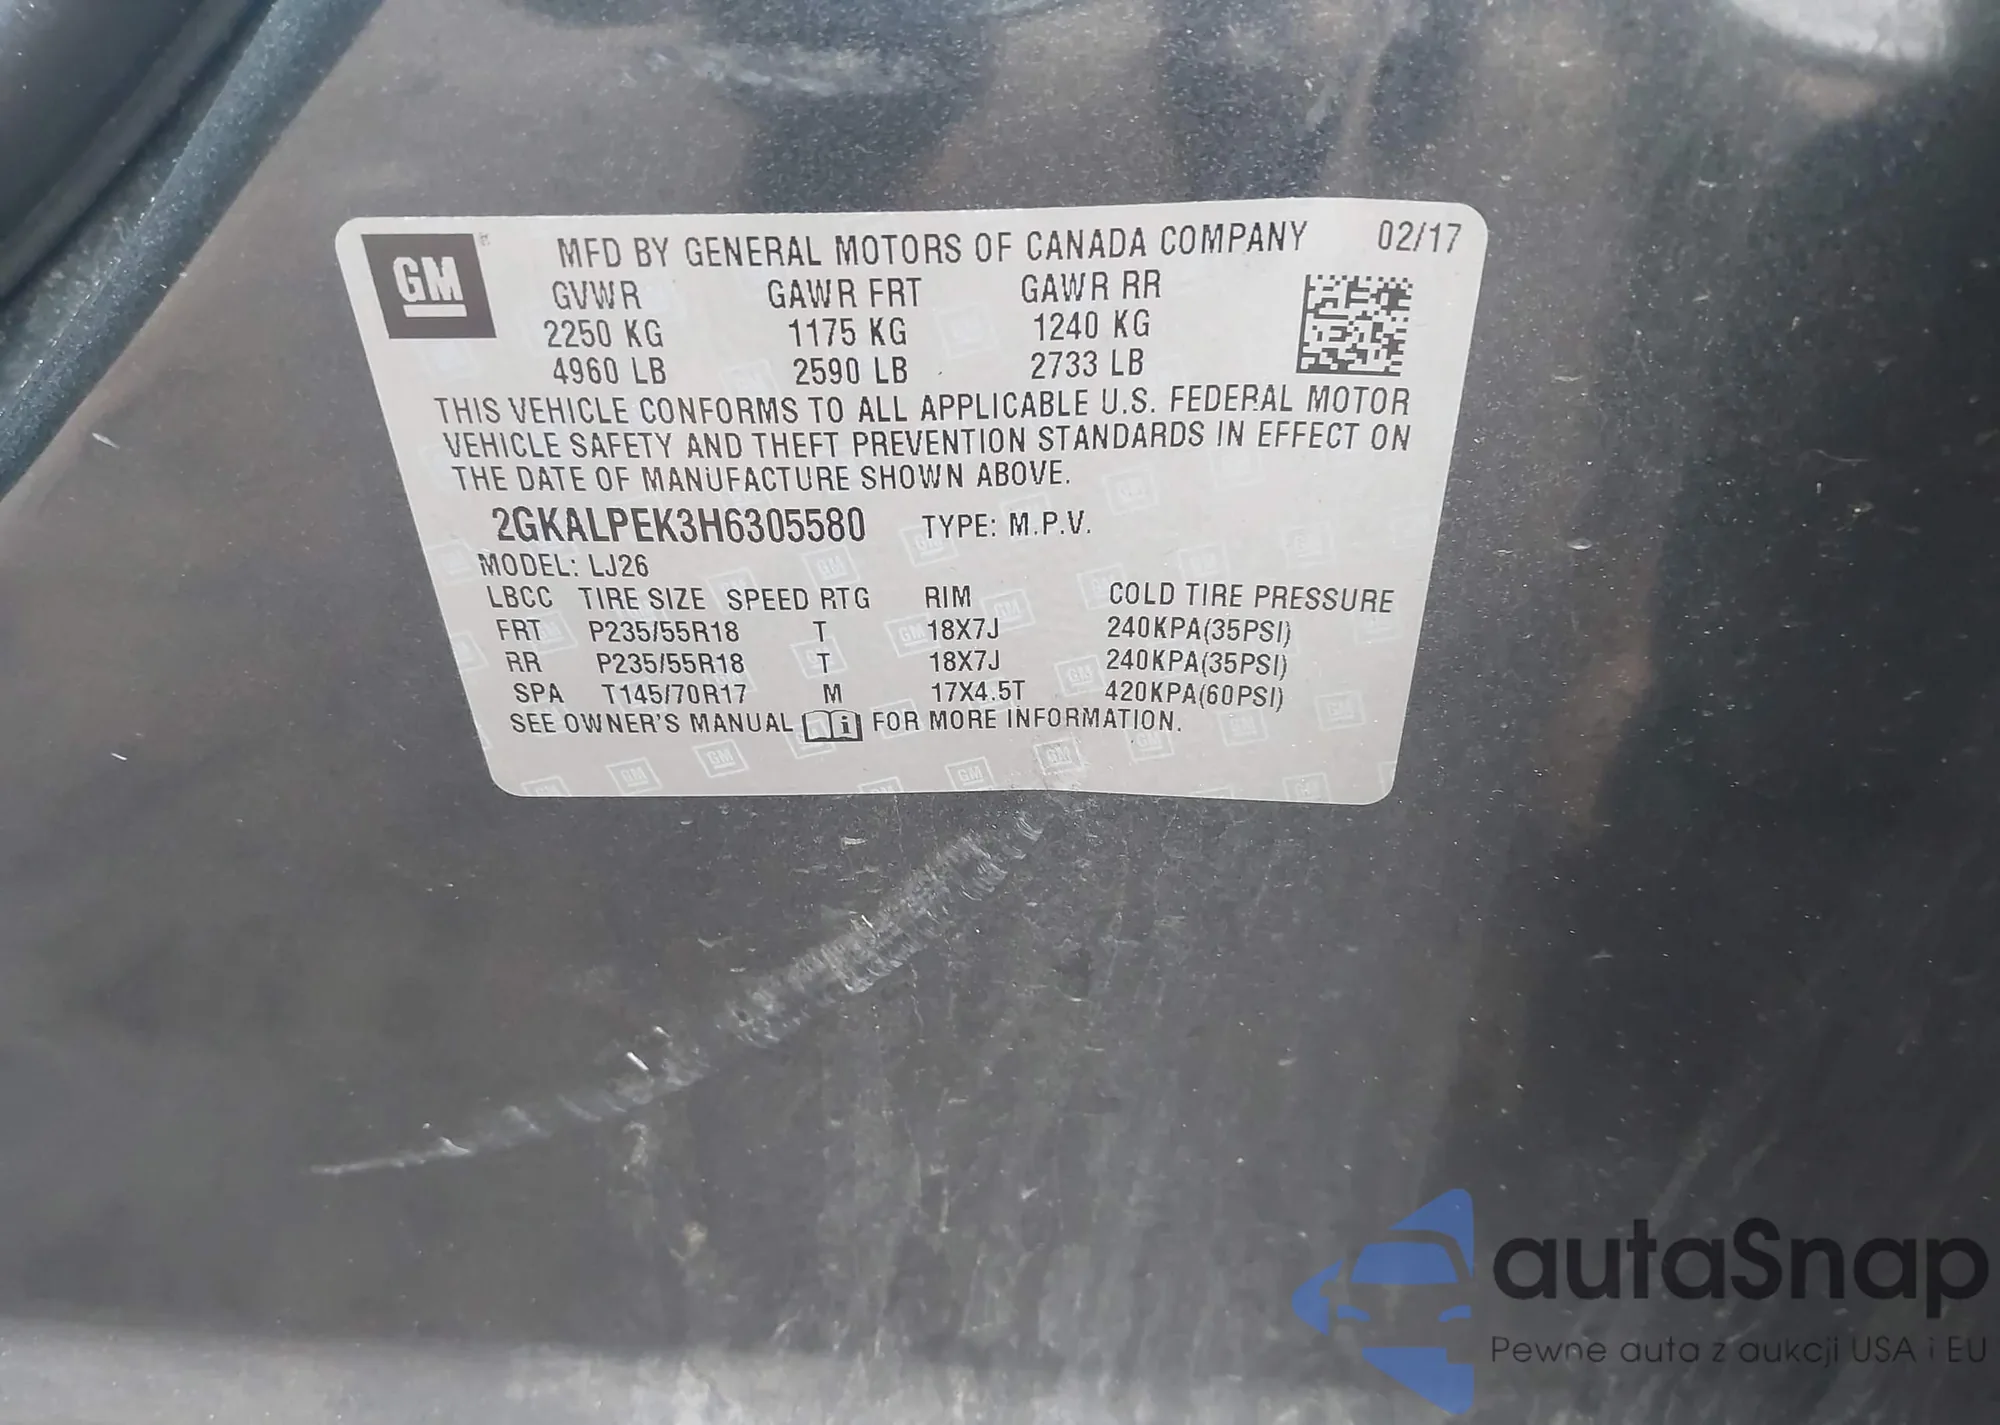 GM
MFD BY GENERAL MOTORS OF CANADA COMPANY 02/17
GVWR GAWR FRT GAWR RR
2250 KG 1175 KG 1240 KG
4960 LB 2590 LB 2733 LB
THIS VEHICLE CONFORMS TO ALL APPLICABLE U.S. FEDERAL MOTOR
VEHICLE SAFETY AND THEFT PREVENTION STANDARDS IN EFFECT ON
THE DATE OF MANUFACTURE SHOWN ABOVE.
2GKALPEK3H6305580 TYPE: M.P.V.
MODEL: LJ26
LBCC TIRE SIZE SPEED RTG RIM COLD TIRE PRESSURE
FRT P235/55R18 T 18X7J 240KPA(35PSI)
RR P235/55R18 T 18X7J 240KPA(35PSI)
SPA T145/70R17 M 17X4.5T 420KPA(60PSI)
SEE OWNER'S MANUAL i FOR MORE INFORMATION.
autaSnap
Pewne auta z aukcji USA i EU